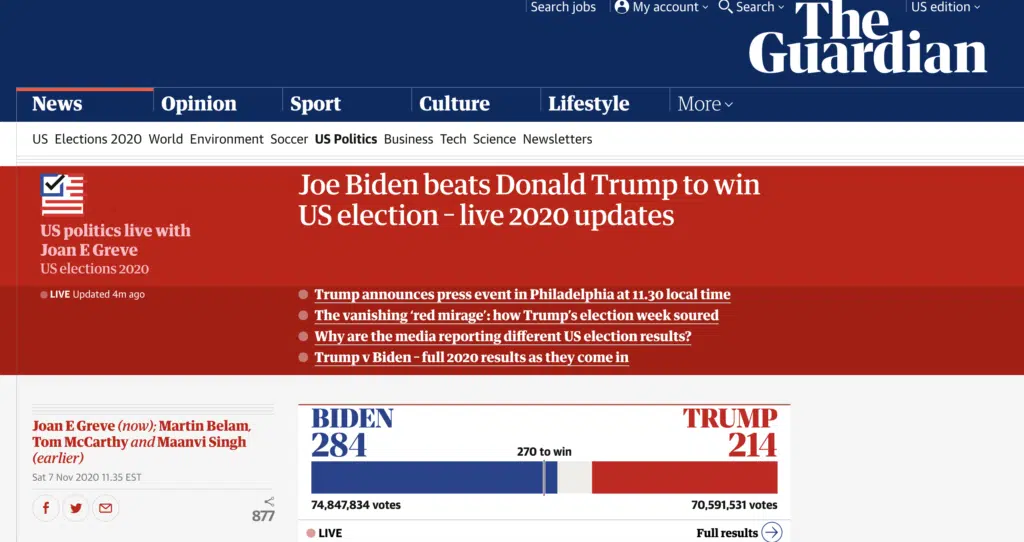 Search jobs My account Search US edition
The
Guardian
News Opinion Sport Culture Lifestyle More
US Elections 2020 World Environment Soccer US Politics Business Tech Science Newsletters
US politics live with
Joan E Greve
US elections 2020
LIVE Updated 4m ago
Joe Biden beats Donald Trump to win
US election – live 2020 updates
Trump announces press event in Philadelphia at 11.30 local time
The vanishing ‘red mirage’: how Trump’s election week soured
Why are the media reporting different US election results?
Trump v Biden – full 2020 results as they come in
Joan E Greve (now); Martin Belam,
Tom McCarthy and Maanvi Singh
(earlier)
Sat 7 Nov 2020 11.35 EST
877
BIDEN TRUMP
284 214
270 to win
74,847,834 votes 70,591,531 votes
LIVE Full results